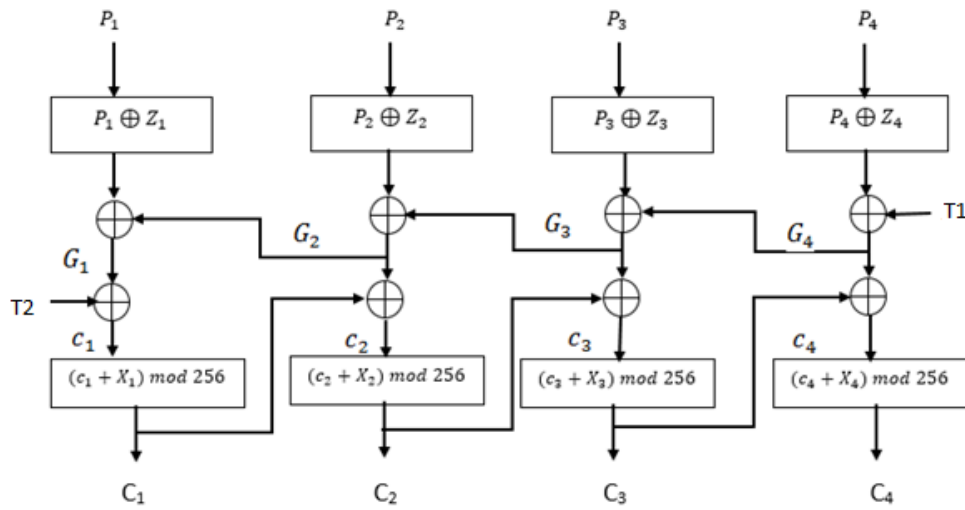 P₁ P₂ P₃ P₄
P₁ ⊕ Z₁ P₂ ⊕ Z₂ P₃ ⊕ Z₃ P₄ ⊕ Z₄
T1
G₁ G₂ G₃ G₄
T2
c₁ c₂ c₃ c₄
(c₁ + X₁) mod 256 (c₂ + X₂) mod 256 (c₃ + X₃) mod 256 (c₄ + X₄) mod 256
C₁ C₂ C₃ C₄